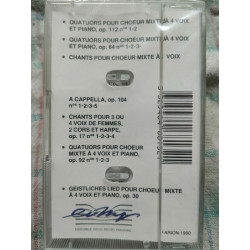 QUATUORS POUR CHOEUR MIXTE A 4 VOIX
ET PIANO, op. 112 nos 1-2
QUATUORS POUR CHOEUR MIXTE A 4 VOIX
ET PIANO, op. 64 nos 1-2-3-
CHANTS POUR CHOEUR MIXTE À VOIX
A CAPPELLA, op. 104
nos 1-2-3-5
CHANTS POUR 3 OU
4 VOIX DE FEMMES,
2 CORS ET HARPE,
op. 17 nos 1-2-3-4
QUATUORS POUR CHOEUR
MIXTE À 4 VOIX ET PIANO,
op. 92 nos 1-3
GEISTLICHES LIED POUR CHOEUR MIXTE
À 4 VOIX ET PIANO, op. 30
ARION 1990